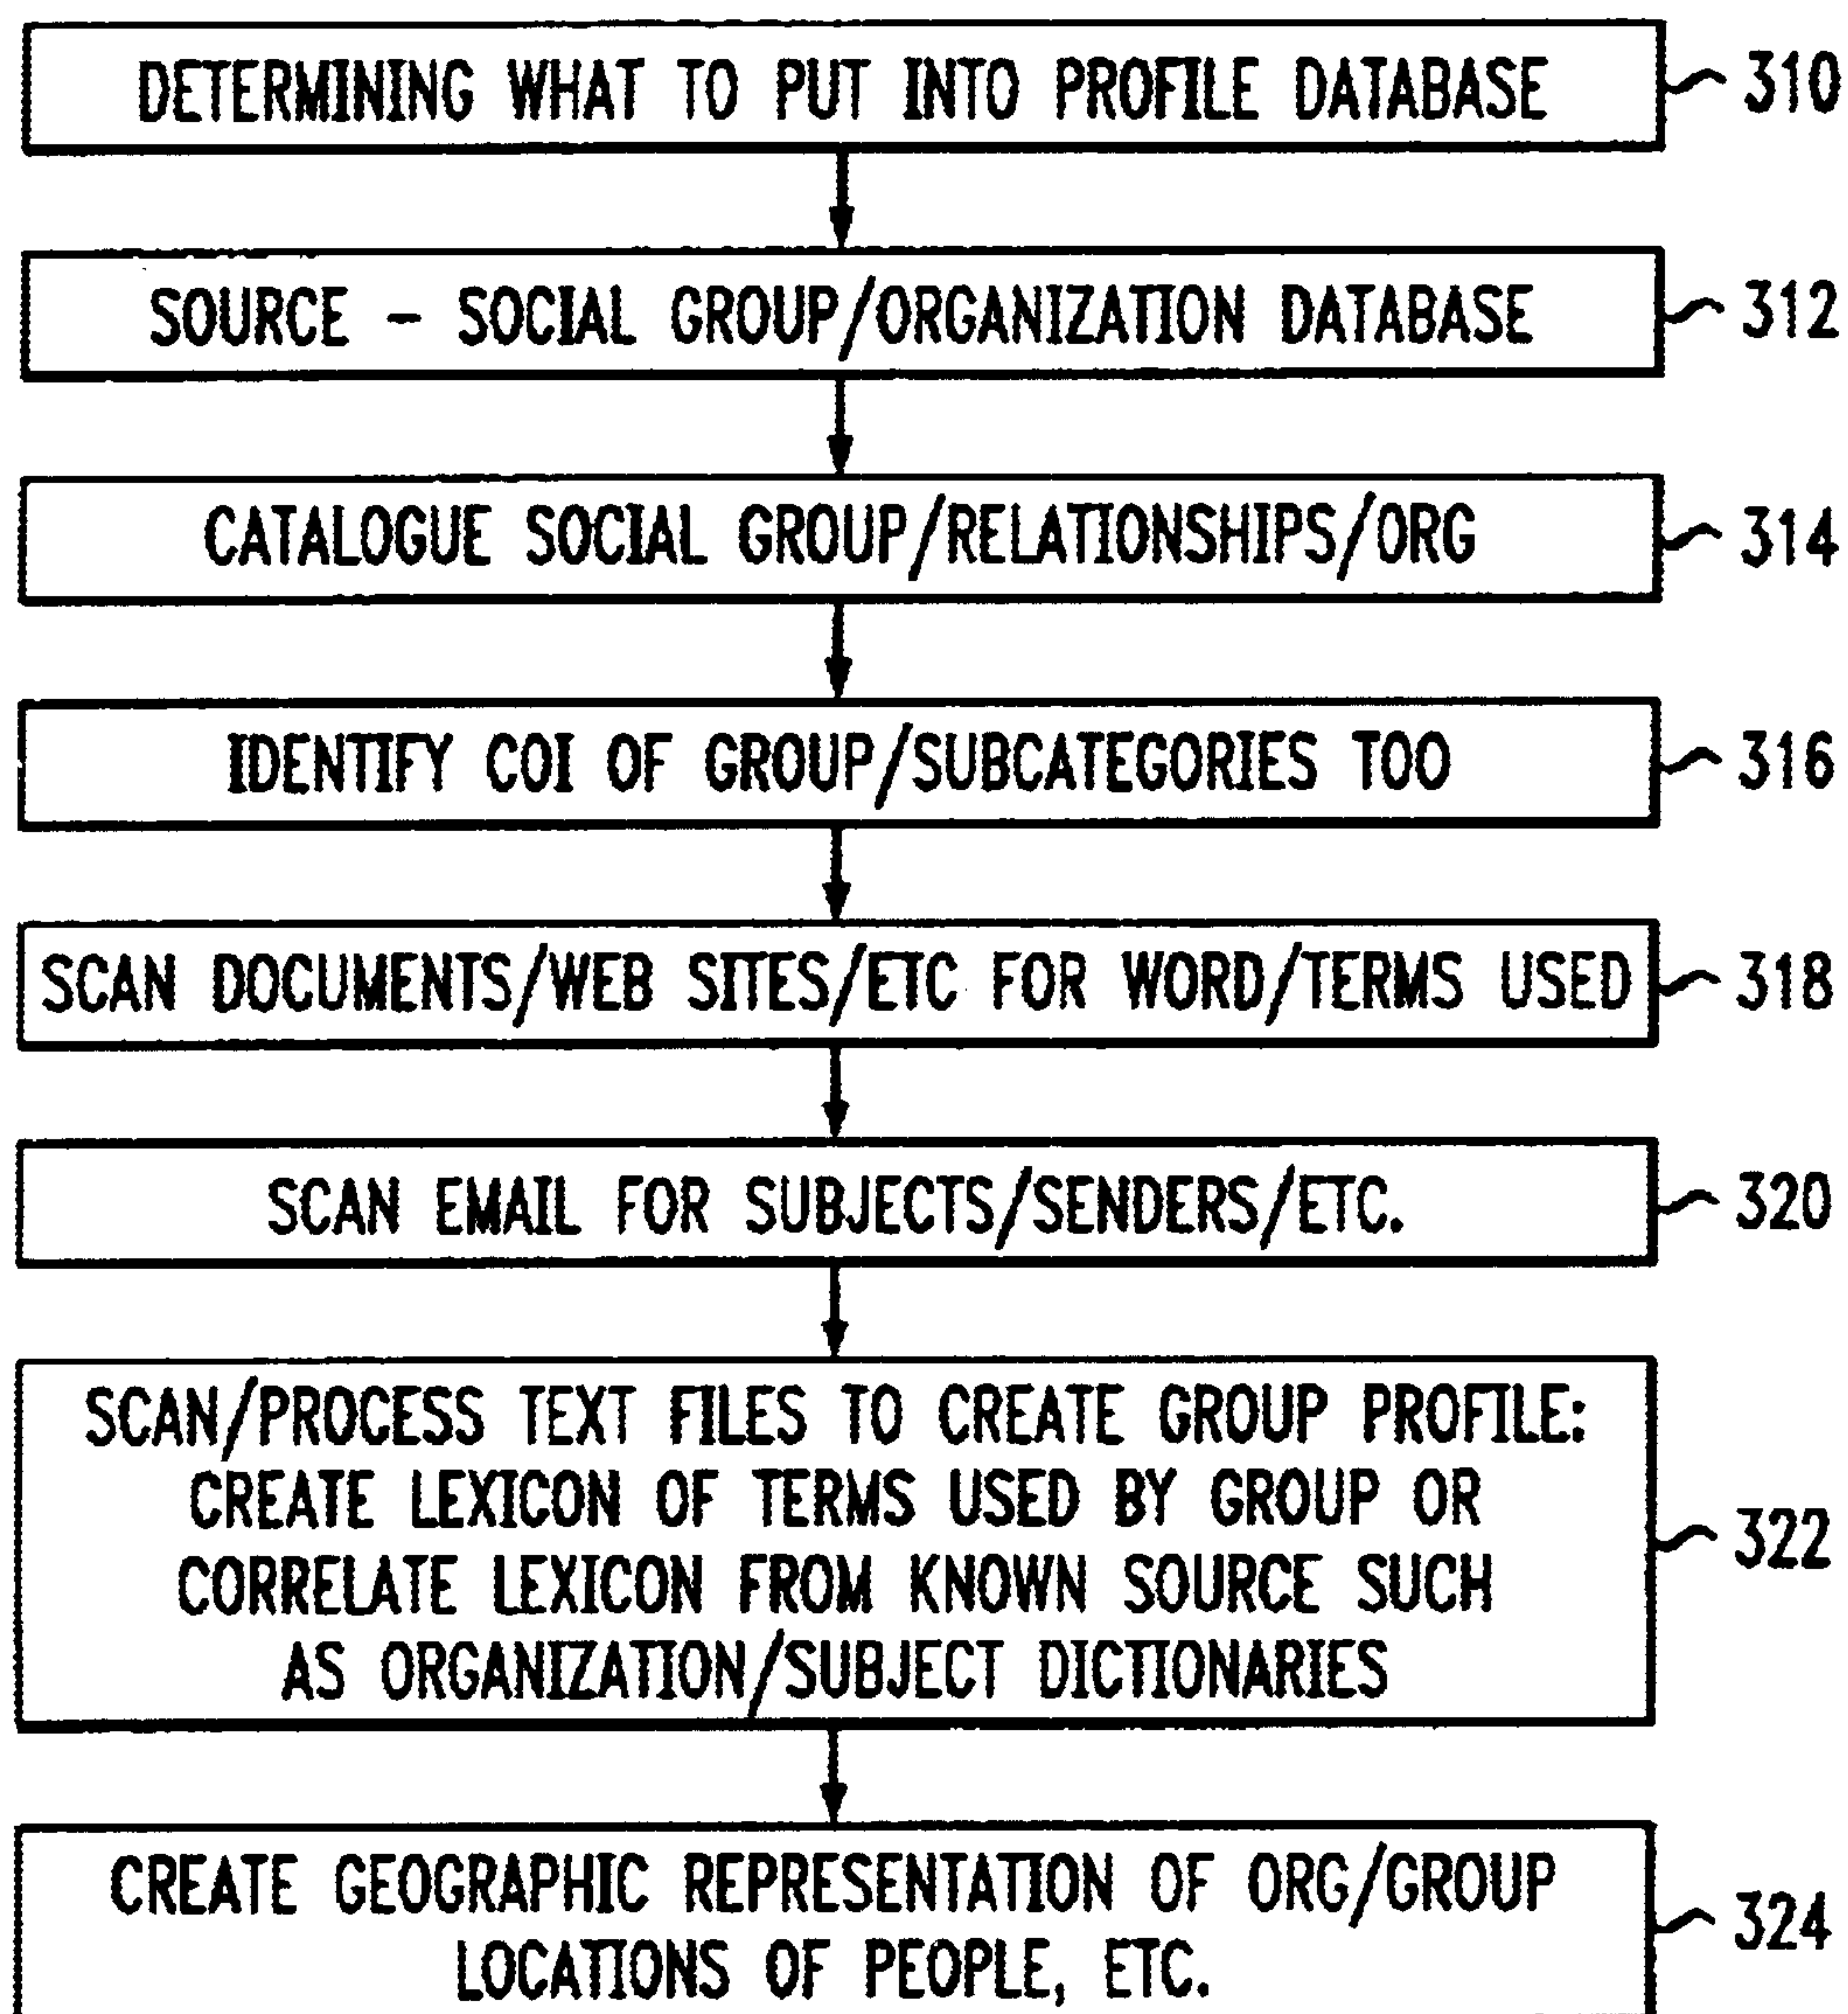 DETERMINING WHAT TO PUT INTO PROFILE DATABASE 310
SOURCE - SOCIAL GROUP/ORGANIZATION DATABASE 312
CATALOGUE SOCIAL GROUP/RELATIONSHIPS/ORG 314
IDENTIFY COI OF GROUP/SUBCATEGORIES TOO 316
SCAN DOCUMENTS/WEB SITES/ETC FOR WORD/TERMS USED 318
SCAN EMAIL FOR SUBJECTS/SENDERS/ETC. 320
SCAN/PROCESS TEXT FILES TO CREATE GROUP PROFILE:
CREATE LEXICON OF TERMS USED BY GROUP OR
CORRELATE LEXICON FROM KNOWN SOURCE SUCH
AS ORGANIZATION/SUBJECT DICTIONARIES
322
CREATE GEOGRAPHIC REPRESENTATION OF ORG/GROUP
LOCATIONS OF PEOPLE, ETC.
324